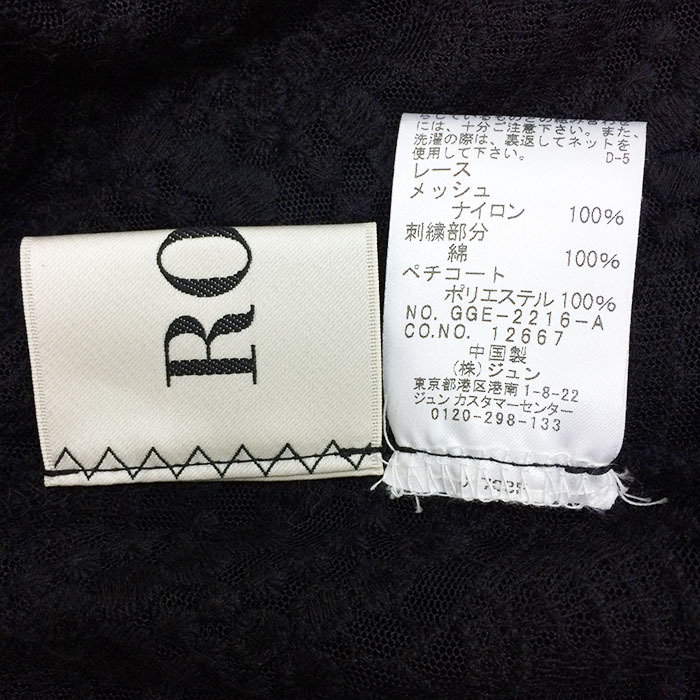 RO
には、十分ご注意下さい。また、
洗濯の際は、裏返してネットを
使用して下さい。 D-5
レース
メッシュ
ナイロン 100%
刺繍部分
綿 100%
ペチコート
ポリエステル 100%
NO. GGE-2216-A
CO.NO. 12667
中国製
(株) ジュン
東京都港区港南1-8-22
ジュン カスタマーセンター
0120-298-133